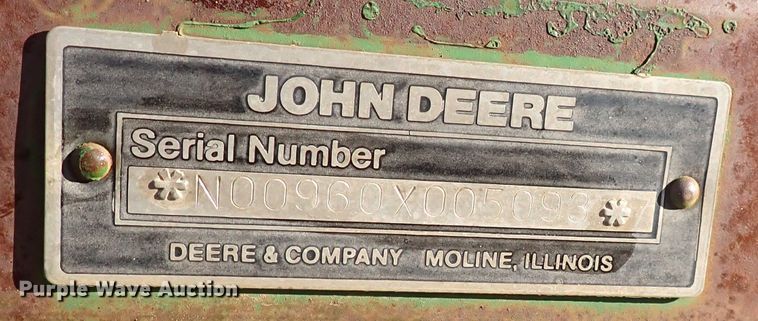 JOHN DEERE
Serial Number
*N00960X005093*
DEERE & COMPANY MOLINE, ILLINOIS
Purple Wave Auction